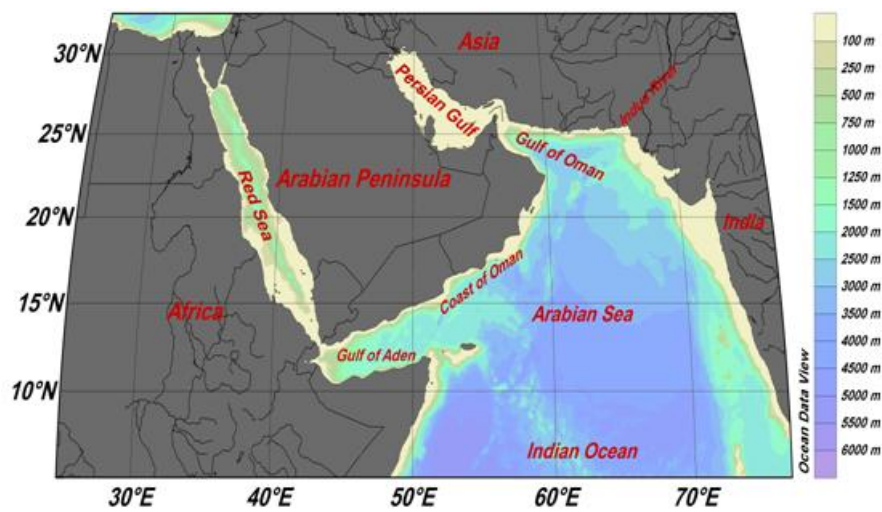 Asia
Persian Gulf
Indus River
Gulf of Oman
Red Sea
Arabian Peninsula
India
Coast of Oman
Africa
Arabian Sea
Gulf of Aden
Indian Ocean
30°N
25°N
20°N
15°N
10°N
30°E
40°E
50°E
60°E
70°E
Ocean Data View
100 m
250 m
500 m
750 m
1000 m
1250 m
1500 m
2000 m
2500 m
3000 m
3500 m
4000 m
4500 m
5000 m
5500 m
6000 m